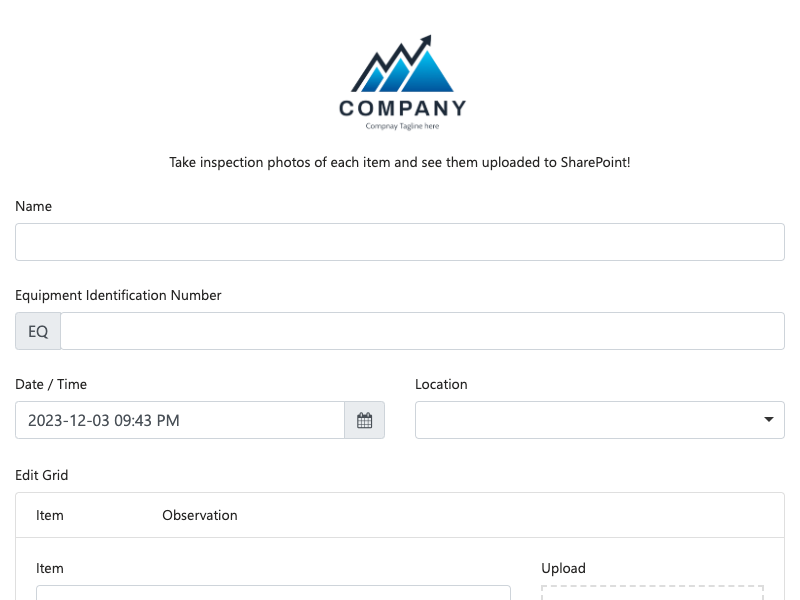 COMPANY
Compnay Tagline here
Take inspection photos of each item and see them uploaded to SharePoint!
Name
Equipment Identification Number
EQ
Date / Time
Location
2023-12-03 09:43 PM
Edit Grid
Item Observation
Item Upload